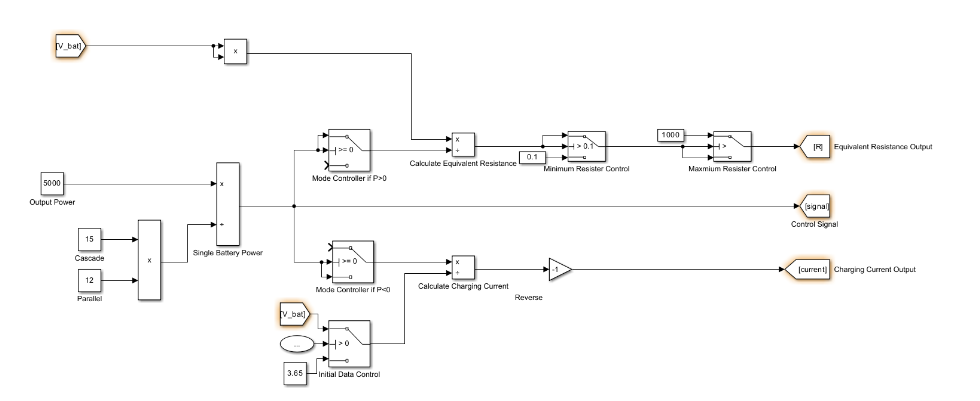 [V_bat]
x
>= 0
Mode Controller if P>0
x
÷
Calculate Equivalent Resistance
> 0.1
0.1
Minimum Resister Control
1000
>
Maxmium Resister Control
[R]
Equivalent Resistance Output
5000
Output Power
x
÷
Single Battery Power
[signal]
Control Signal
15
Cascade
12
Parallel
x
>= 0
Mode Controller if P<0
x
÷
Calculate Charging Current
-1
Reverse
[current]
Charging Current Output
[V_bat]
...
> 0
3.65
Initial Data Control